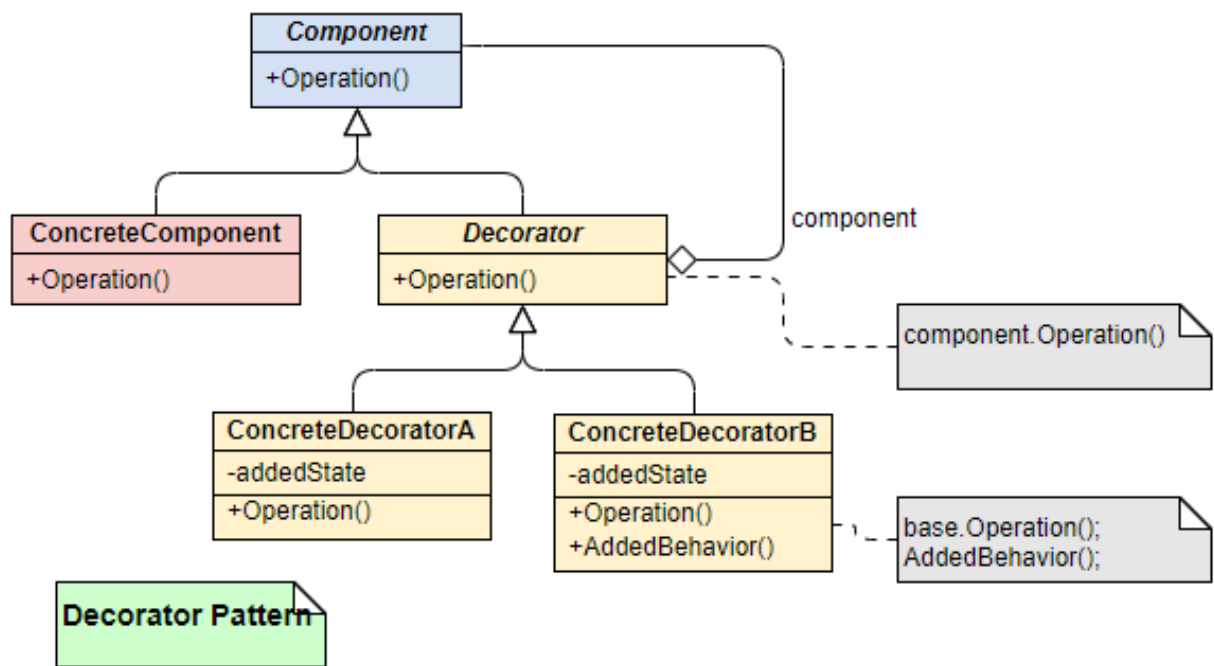 Component
+Operation()
component
ConcreteComponent
+Operation()
Decorator
+Operation()
component.Operation()
ConcreteDecoratorA
-addedState
+Operation()
ConcreteDecoratorB
-addedState
+Operation()
+AddedBehavior()
base.Operation();
AddedBehavior();
Decorator Pattern